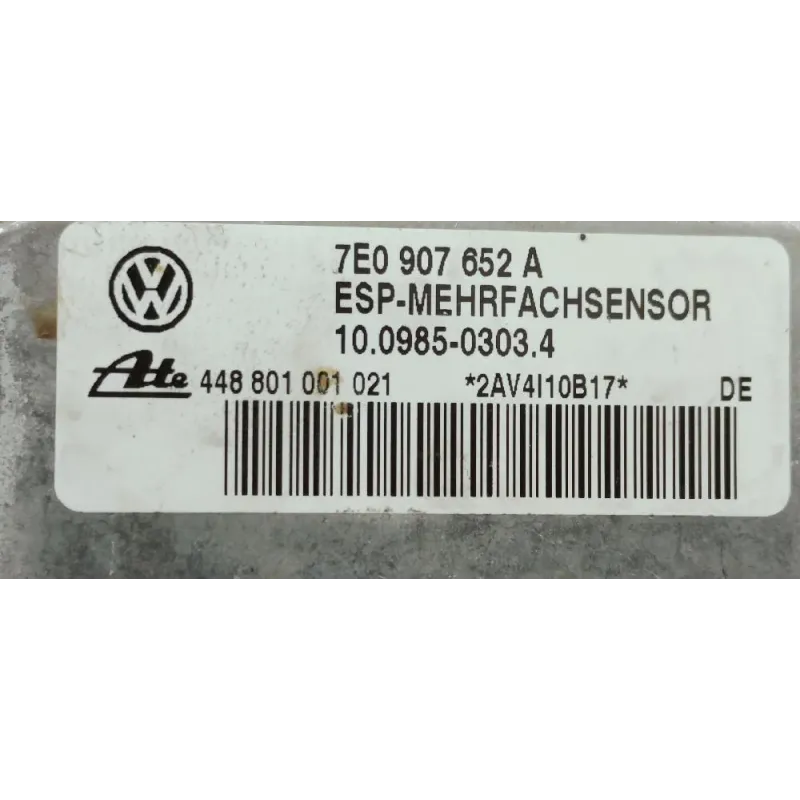 7E0 907 652 A
ESP-MEHRFACHSENSOR
10.0985-0303.4
Ate 448 801 001 021 *2AV4I10B17* DE